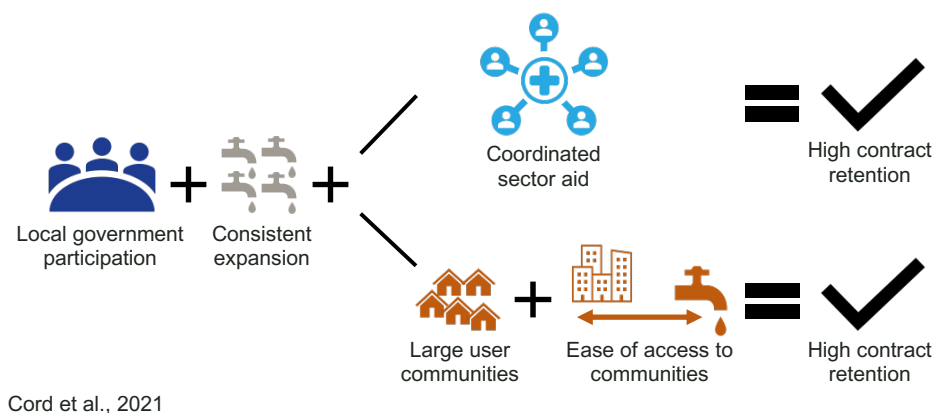 Coordinated
sector aid
High contract
retention
Local government
participation
Consistent
expansion
Large user
communities
Ease of access to
communities
High contract
retention
Cord et al., 2021